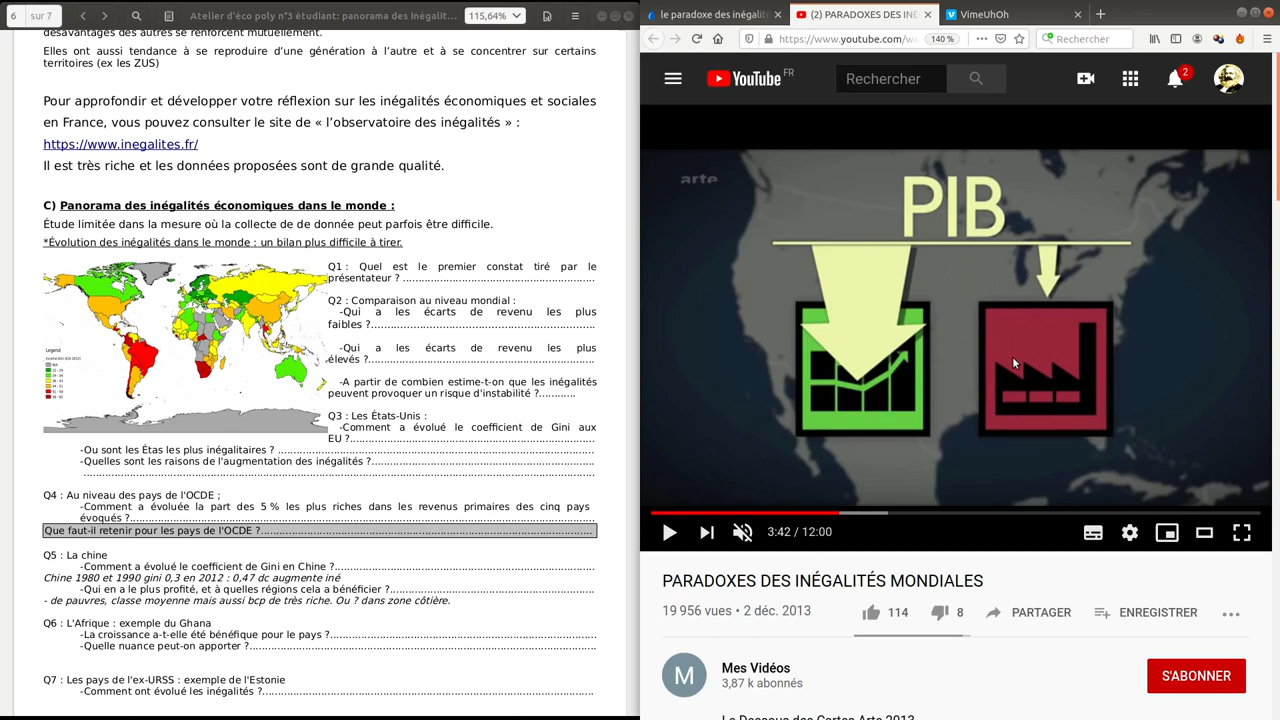 6 sur 7
Atelier d'éco poly n°3 étudiant: panorama des inégalit...
115,64%
désavantages des autres se renforcent mutuellement.
Elles ont aussi tendance à se reproduire d'une génération à l'autre et à se concentrer sur certains
territoires (ex les ZUS)
Pour approfondir et développer votre réflexion sur les inégalités économiques et sociales
en France, vous pouvez consulter le site de « l'observatoire des inégalités » :
https://www.inegalites.fr/
Il est très riche et les données proposées sont de grande qualité.
C) Panorama des inégalités économiques dans le monde :
Étude limitée dans la mesure où la collecte de de donnée peut parfois être difficile.
*Évolution des inégalités dans le monde : un bilan plus difficile à tirer.
Legend
Q1 : Quel est le premier constat tiré par le
présentateur ? ........................................................
Q2 : Comparaison au niveau mondial :
-Qui a les écarts de revenu les plus
faibles ?.................................................................
-Qui a les écarts de revenu les plus
élevés ?..................................................................
-A partir de combien estime-t-on que les inégalités
peuvent provoquer un risque d'instabilité ?...........
Q3 : Les États-Unis :
-Comment a évolué le coefficient de Gini aux
EU ?.......................................................................
-Ou sont les Étas les plus inégalitaires ? ..............................................................................................
-Quelles sont les raisons de l'augmentation des inégalités ?..................................................................
.........................................................................................................................................................
Q4 : Au niveau des pays de l'OCDE ;
-Comment a évoluée la part des 5 % les plus riches dans les revenus primaires des cinq pays
évoqués ?..........................................................................................................................................
Que faut-il retenir pour les pays de l'OCDE ?....................................................................................................
Q5 : La chine
-Comment a évolué le coefficient de Gini en Chine ?..............................................................................
Chine 1980 et 1990 gini 0,3 en 2012 : 0,47 dc augmente iné
-Qui en a le plus profité, et à quelles régions cela a bénéficier ?.............................................................
- de pauvres, classe moyenne mais aussi bcp de très riche. Ou ? dans zone côtière.
Q6 : L'Afrique : exemple du Ghana
-La croissance a-t-elle été bénéfique pour le pays ?................................................................................
-Quelle nuance peut-on apporter ?.......................................................................................................
Q7 : Les pays de l'ex-URSS : exemple de l'Estonie
-Comment ont évolué les inégalités ?....................................................................................................
le paradoxe des inégalité
(2) PARADOXES DES INÉ
VimeUhOh
https://www.youtube.com/wa
140 %
Rechercher
YouTube FR
Rechercher
2
arte
PIB
3:42 / 12:00
PARADOXES DES INÉGALITÉS MONDIALES
19 956 vues • 2 déc. 2013
114
8
PARTAGER
ENREGISTRER
M
Mes Vidéos
3,87 k abonnés
S'ABONNER
Le Dessous des Cartes Arte 2013